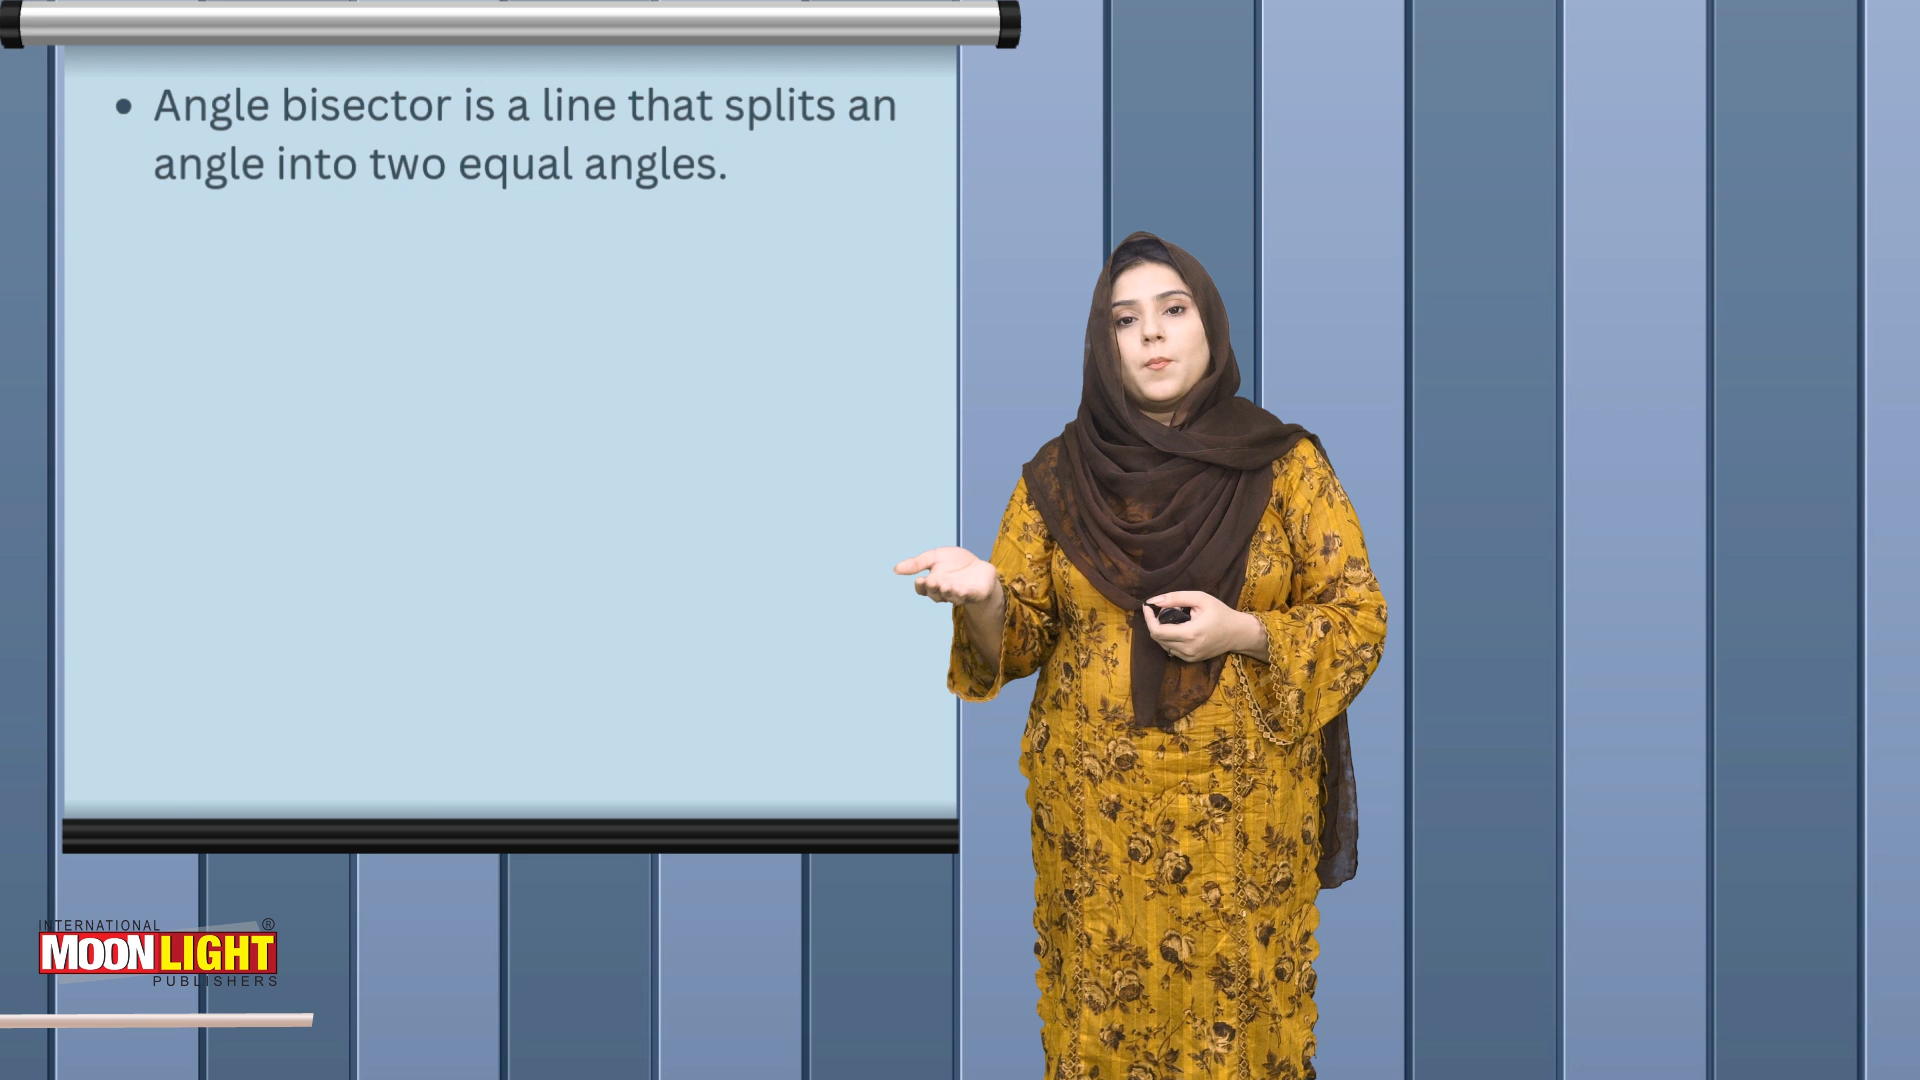 • Angle bisector is a line that splits an
angle into two equal angles.
INTERNATIONAL ®
MOONLIGHT
PUBLISHERS